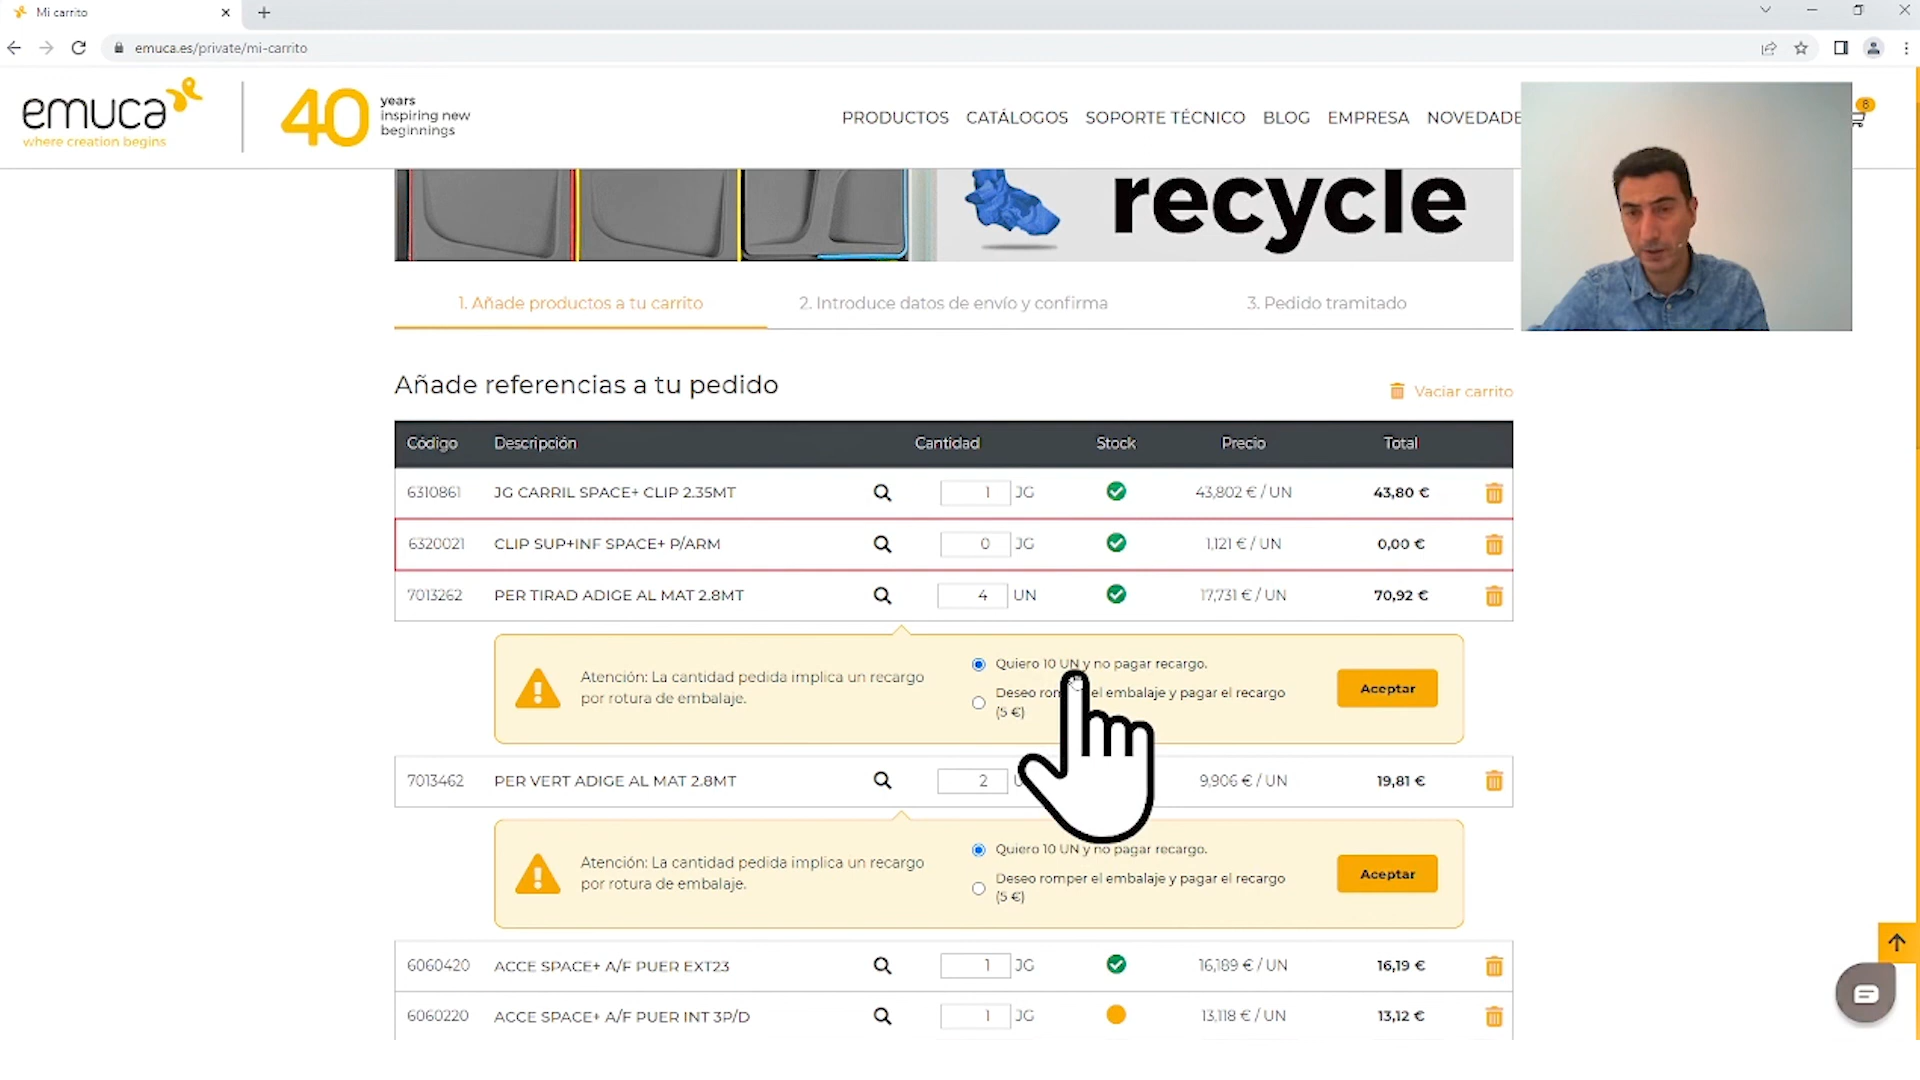 Mi carrito
emuca.es/private/mi-carrito
emuca
where creation begins
40 years
inspiring new
beginnings
PRODUCTOS CATÁLOGOS SOPORTE TÉCNICO BLOG EMPRESA NOVEDADE
8
recycle
1. Añade productos a tu carrito 2. Introduce datos de envío y confirma 3. Pedido tramitado
Añade referencias a tu pedido Vaciar carrito
Código Descripción Cantidad Stock Precio Total
6310861 JG CARRIL SPACE+ CLIP 2.35MT 1 JG 43,802 € / UN 43,80 €
6320021 CLIP SUP+INF SPACE+ P/ARM 0 JG 1,121 € / UN 0,00 €
7013262 PER TIRAD ADIGE AL MAT 2.8MT 4 UN 17,731 € / UN 70,92 €
Atención: La cantidad pedida implica un recargo
por rotura de embalaje.
Quiero 10 UN y no pagar recargo.
Deseo rom el embalaje y pagar el recargo
(5 €)
Aceptar
7013462 PER VERT ADIGE AL MAT 2.8MT 2 9,906 € / UN 19,81 €
Atención: La cantidad pedida implica un recargo
por rotura de embalaje.
Quiero 10 UN y no pagar recargo.
Deseo romper el embalaje y pagar el recargo
(5 €)
Aceptar
6060420 ACCE SPACE+ A/F PUER EXT23 1 JG 16,189 € / UN 16,19 €
6060220 ACCE SPACE+ A/F PUER INT 3P/D 1 JG 13,118 € / UN 13,12 €